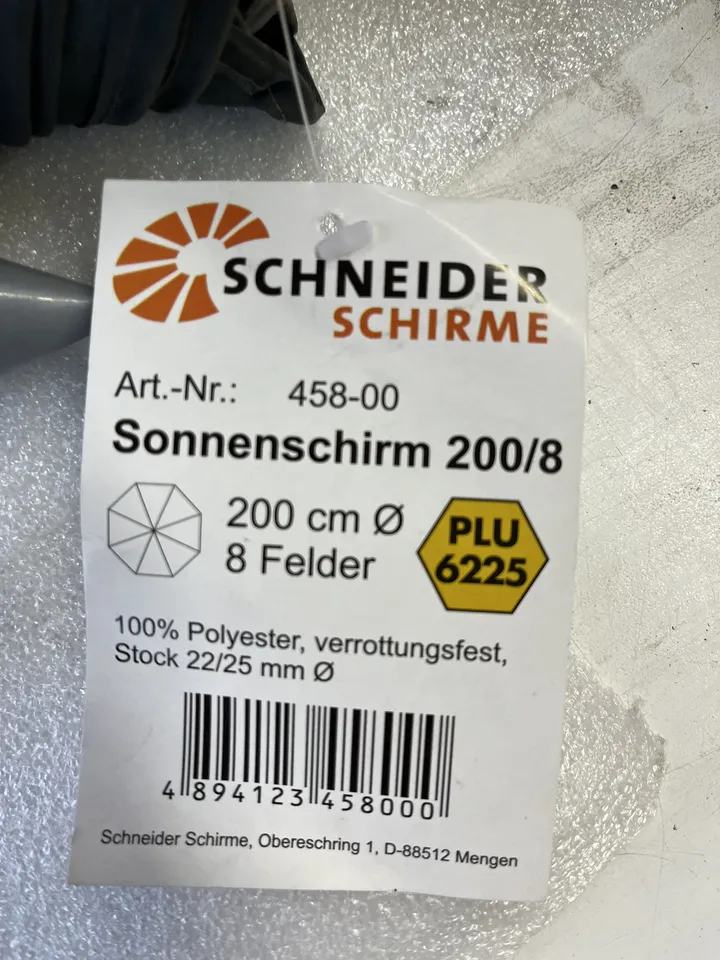 SCHNEIDER
SCHIRME
Art.-Nr.: 458-00
Sonnenschirm 200/8
200 cm Ø
8 Felder
PLU
6225
100% Polyester, verrottungsfest,
Stock 22/25 mm Ø
4 894123 458000
Schneider Schirme, Obereschring 1, D-88512 Mengen